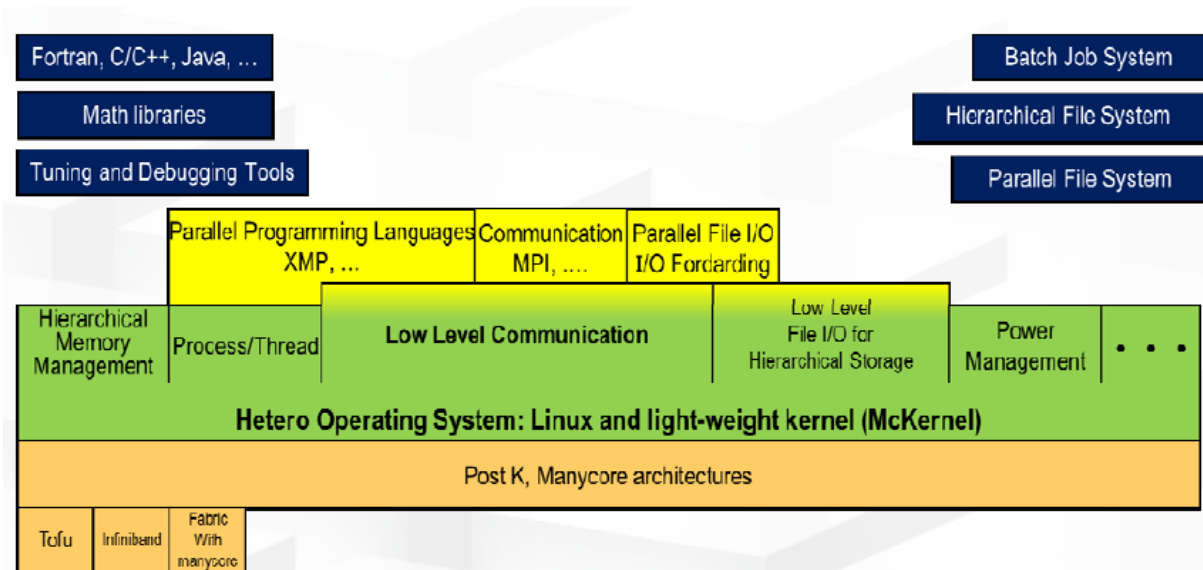 Fortran, C/C++, Java, ...
Batch Job System
Math libraries
Hierarchical File System
Tuning and Debugging Tools
Parallel File System
Parallel Programming Languages
XMP, ...
Communication
MPI, ....
Parallel File I/O
I/O Fordarding
Hierarchical
Memory
Management
Process/Thread
Low Level Communication
Low Level
File I/O for
Hierarchical Storage
Power
Management
• • •
Hetero Operating System: Linux and light-weight kernel (McKernel)
Post K, Manycore architectures
Tofu
Infiniband
Fabric
With
manycore